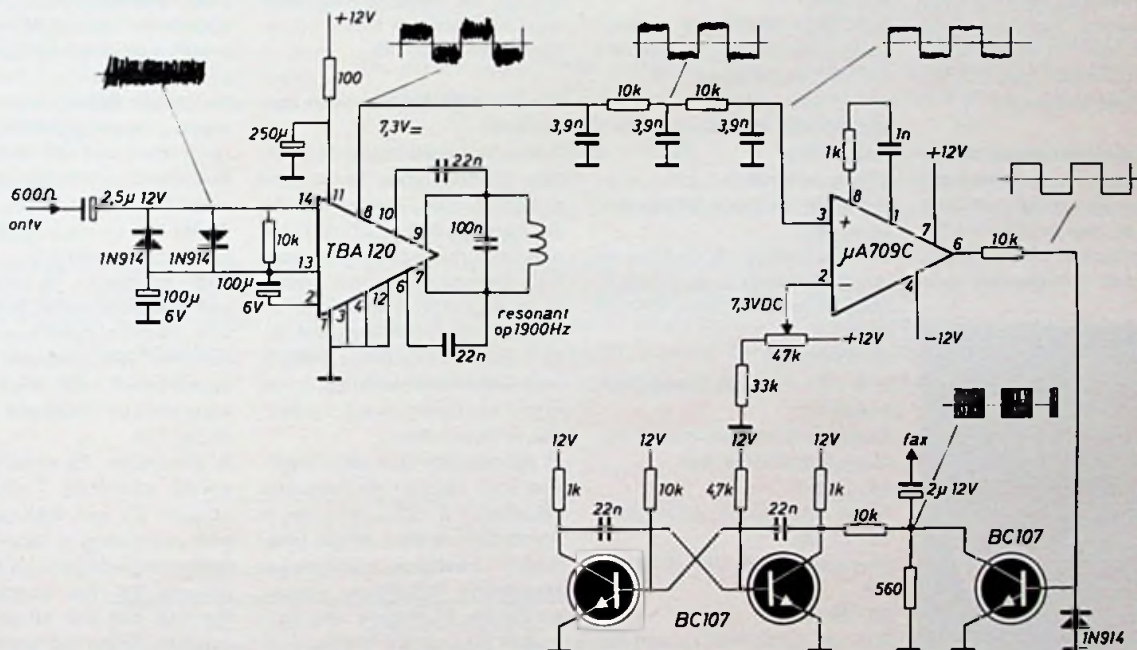 +12V
100
250µ
7,3V=
22n
10k
10k
3,9n
3,9n
3,9n
1k
1n
+12V
600Ω
ontv
2,5µ 12V
14
11
8
10
9
100n
1N914
1N914
10k
TBA120
13
100µ
6V
100µ
6V
2
1
3
4
12
6
7
22n
resonant
op1900Hz
3
+
8
1
7
µA709C
6
10k
2
−
4
7,3VDC
47k
+12V
−12V
33k
12V
12V
12V
12V
1k
22n
10k
4,7k
22n
1k
10k
fax
2µ 12V
BC107
560
BC107
1N914